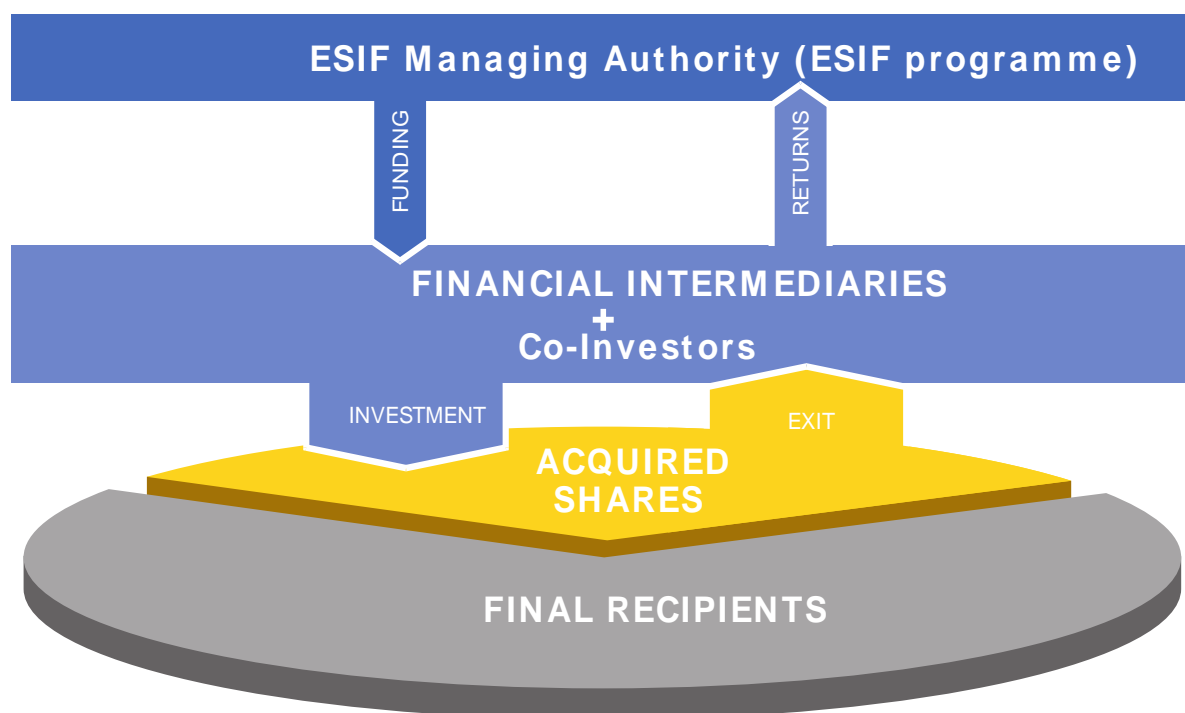 ESIF Managing Authority (ESIF programme)
FUNDING
RETURNS
FINANCIAL INTERMEDIARIES
+
Co-Investors
INVESTMENT
EXIT
ACQUIRED
SHARES
FINAL RECIPIENTS